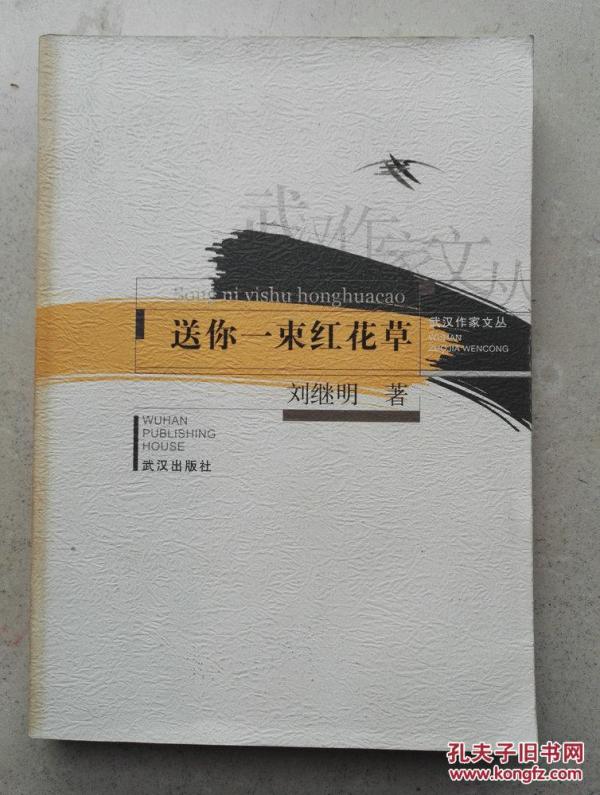 武汉作家文丛
Song ni yishu honghuacao
送你一束红花草
武汉作家文丛
WUHAN
ZUOJIA WENCONG
刘继明 著
WUHAN
PUBLISHING
HOUSE
武汉出版社
孔夫子旧书网
www.kongfz.com